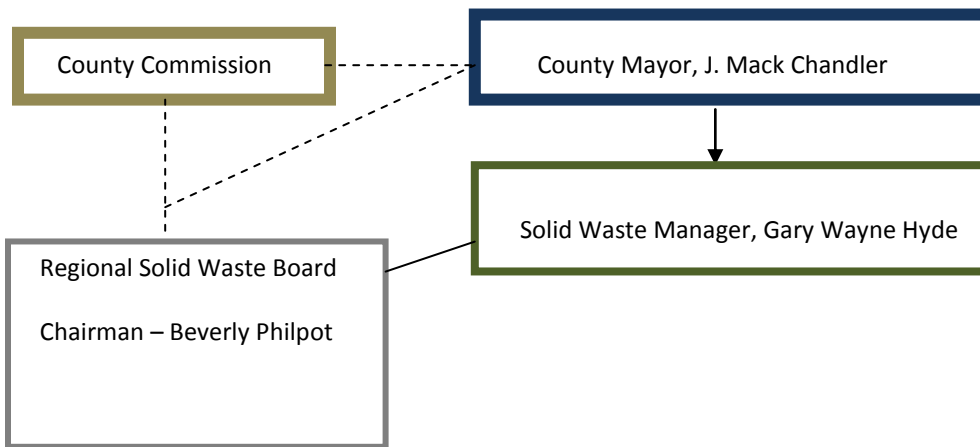 County Commission
County Mayor, J. Mack Chandler
Solid Waste Manager, Gary Wayne Hyde
Regional Solid Waste Board
Chairman – Beverly Philpot